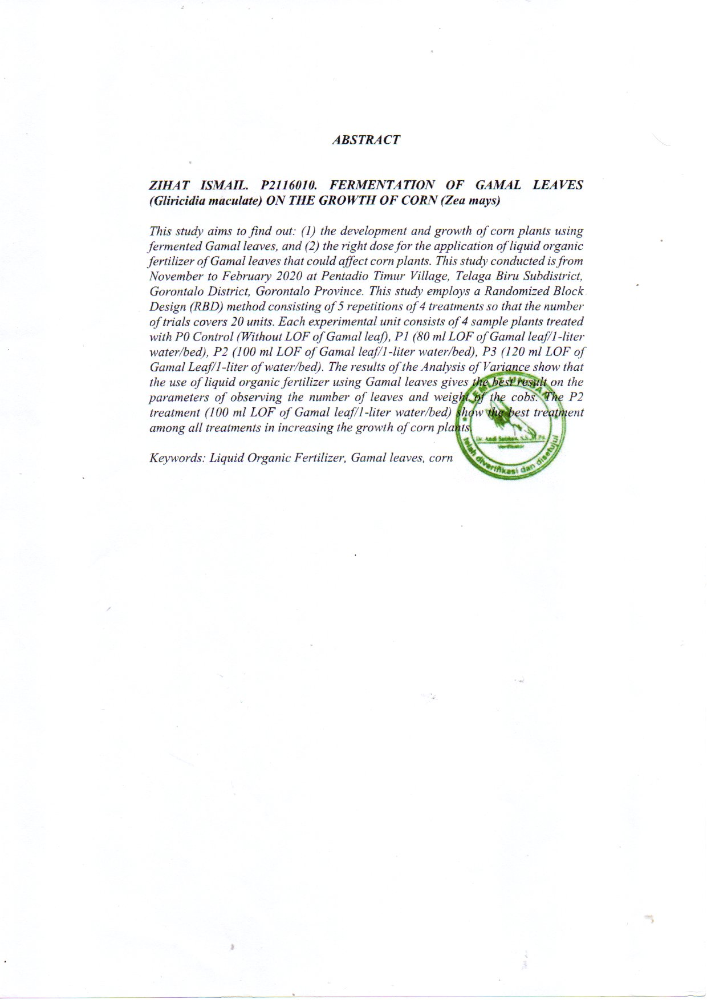 ABSTRACT
ZIHAT ISMAIL. P2116010. FERMENTATION OF GAMAL LEAVES
(Gliricidia maculate) ON THE GROWTH OF CORN (Zea mays)
This study aims to find out: (1) the development and growth of corn plants using
fermented Gamal leaves, and (2) the right dose for the application of liquid organic
fertilizer of Gamal leaves that could affect corn plants. This study conducted is from
November to February 2020 at Pentadio Timur Village, Telaga Biru Subdistrict,
Gorontalo District, Gorontalo Province. This study employs a Randomized Block
Design (RBD) method consisting of 5 repetitions of 4 treatments so that the number
of trials covers 20 units. Each experimental unit consists of 4 sample plants treated
with P0 Control (Without LOF of Gamal leaf), P1 (80 ml LOF of Gamal leaf/1-liter
water/bed), P2 (100 ml LOF of Gamal leaf/1-liter water/bed), P3 (120 ml LOF of
Gamal Leaf/1-liter of water/bed). The results of the Analysis of Variance show that
the use of liquid organic fertilizer using Gamal leaves gives the best result on the
parameters of observing the number of leaves and weight of the cobs. The P2
treatment (100 ml LOF of Gamal leaf/1-liter water/bed) show the best treatment
among all treatments in increasing the growth of corn plants.
Dr. Andi
Verifikator
Telah diverifikasi dan disetujui
Keywords: Liquid Organic Fertilizer, Gamal leaves, corn